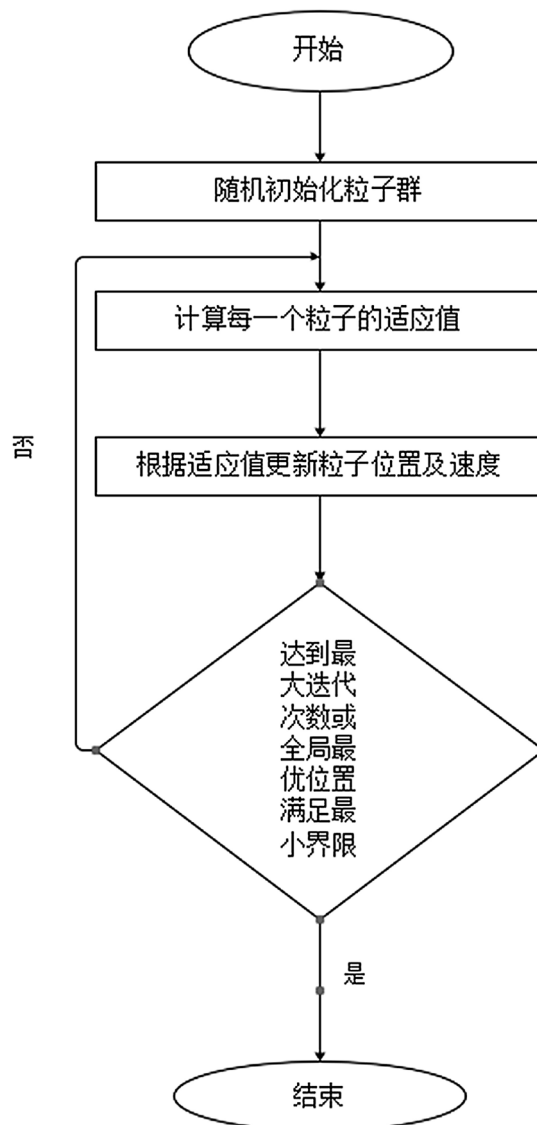 开始
随机初始化粒子群
计算每一个粒子的适应值
否
根据适应值更新粒子位置及速度
达到最
大迭代
次数或
全局最
优位置
满足最
小界限
是
结束